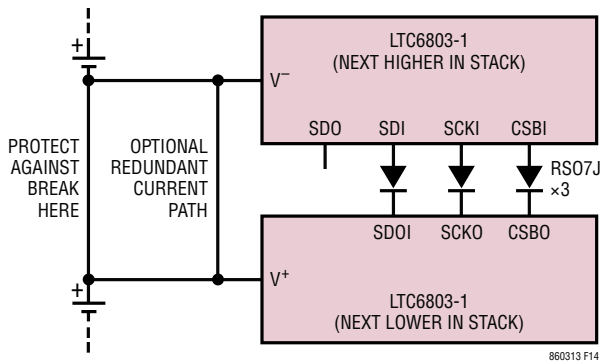 +
LTC6803-1
(NEXT HIGHER IN STACK)
V–
SDO SDI SCKI CSBI
PROTECT
AGAINST
BREAK
HERE
OPTIONAL
REDUNDANT
CURRENT
PATH
RS07J
×3
SDOI SCKO CSBO
+
V+
LTC6803-1
(NEXT LOWER IN STACK)
860313 F14